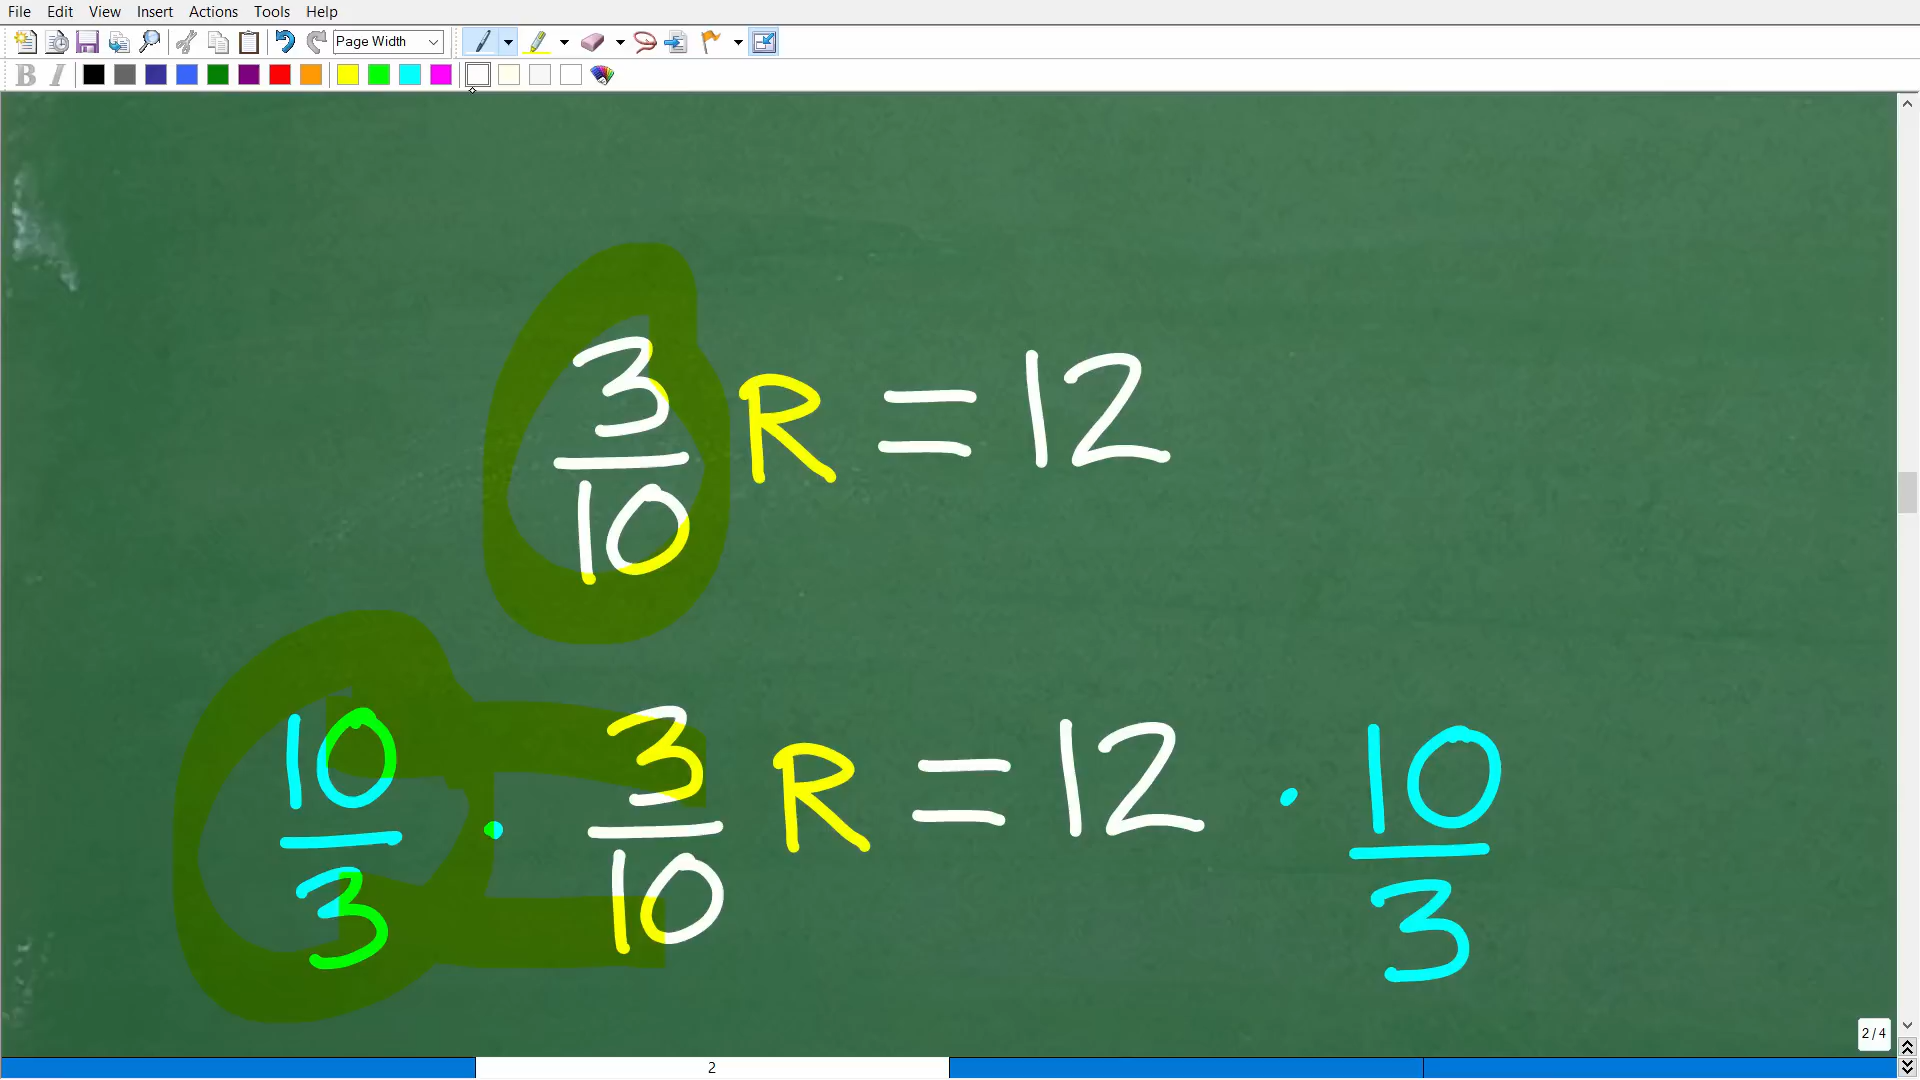 File Edit View Insert Actions Tools Help
Page Width
B I
3/10 R = 12
10/3 · 3/10 R = 12 · 10/3
2 / 4
2